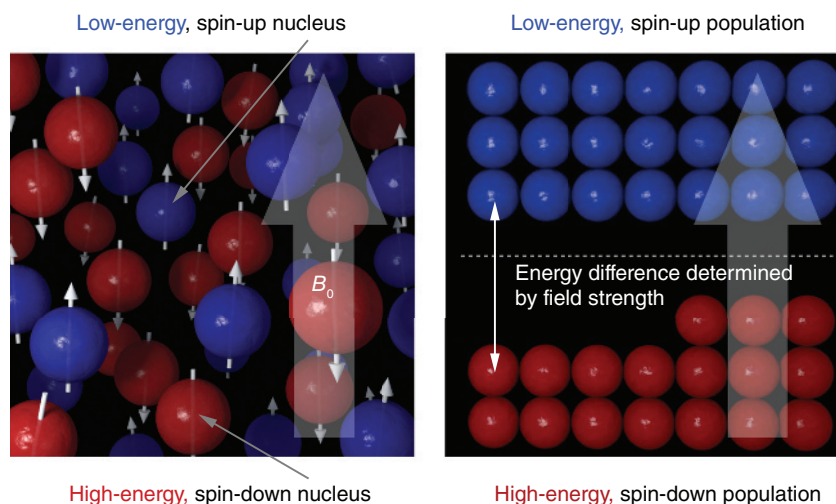 Low-energy, spin-up nucleus
Low-energy, spin-up population
B0
Energy difference determined
by field strength
High-energy, spin-down nucleus
High-energy, spin-down population